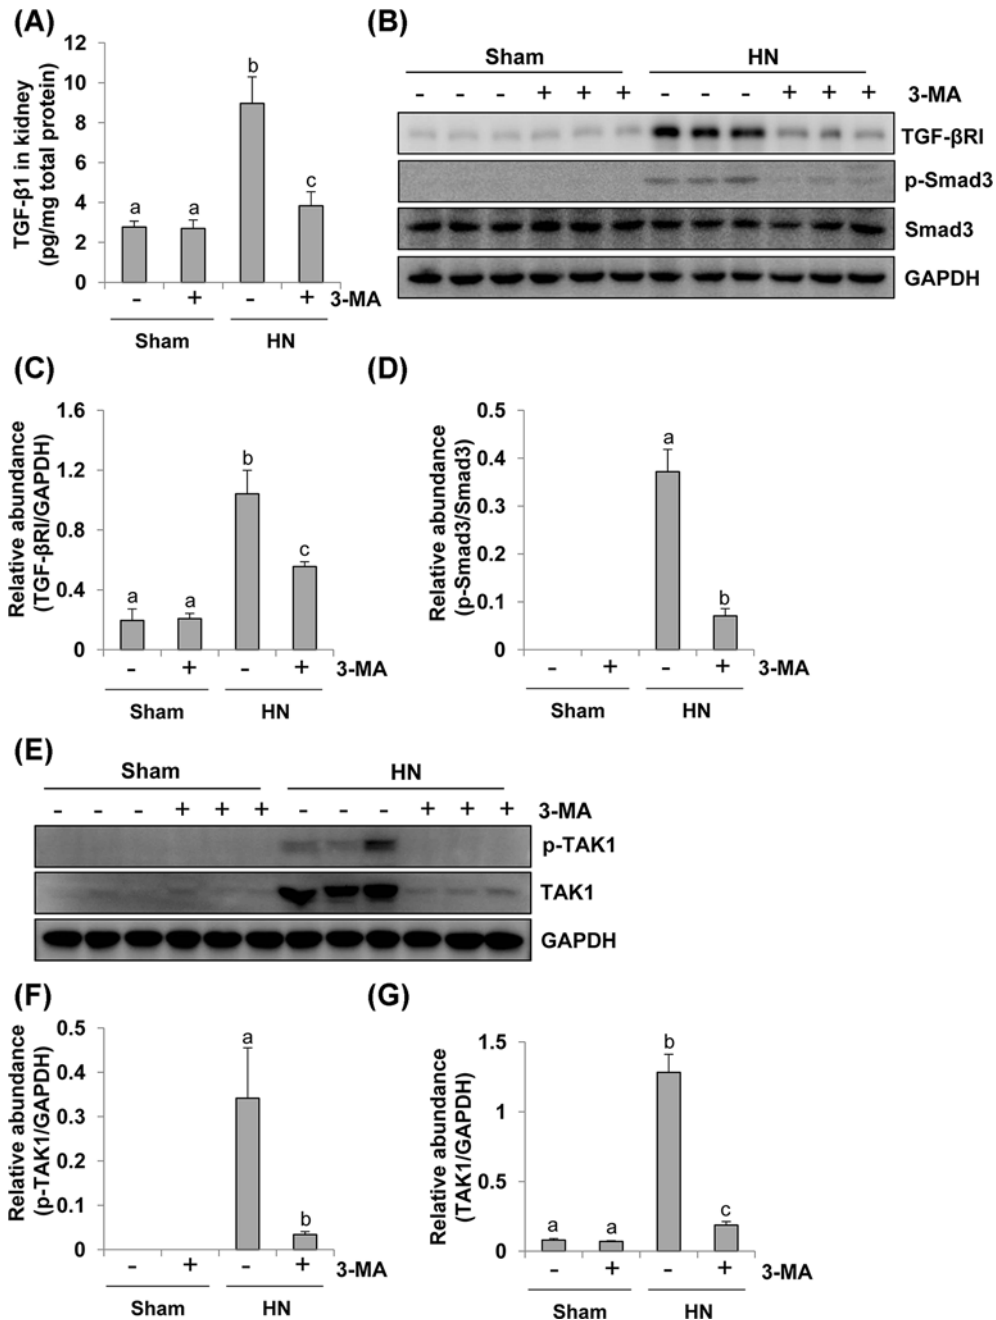 (A)
TGF-β1 in kidney
(pg/mg total protein)
12
10
8
6
4
2
0
a
a
b
c
- + - + 3-MA
Sham HN
(B)
Sham HN
- - - + + + - - - + + + 3-MA
TGF-βRI
p-Smad3
Smad3
GAPDH
(C)
Relative abundance
(TGF-βRI/GAPDH)
1.6
1.2
0.8
0.4
0
a
a
b
c
- + - + 3-MA
Sham HN
(D)
Relative abundance
(p-Smad3/Smad3)
0.5
0.4
0.3
0.2
0.1
0
a
b
- + - + 3-MA
Sham HN
(E)
Sham HN
- - - + + + - - - + + + 3-MA
p-TAK1
TAK1
GAPDH
(F)
Relative abundance
(p-TAK1/GAPDH)
0.5
0.4
0.3
0.2
0.1
0
a
b
- + - + 3-MA
Sham HN
(G)
Relative abundance
(TAK1/GAPDH)
1.5
1
0.5
0
a
a
b
c
- + - + 3-MA
Sham HN